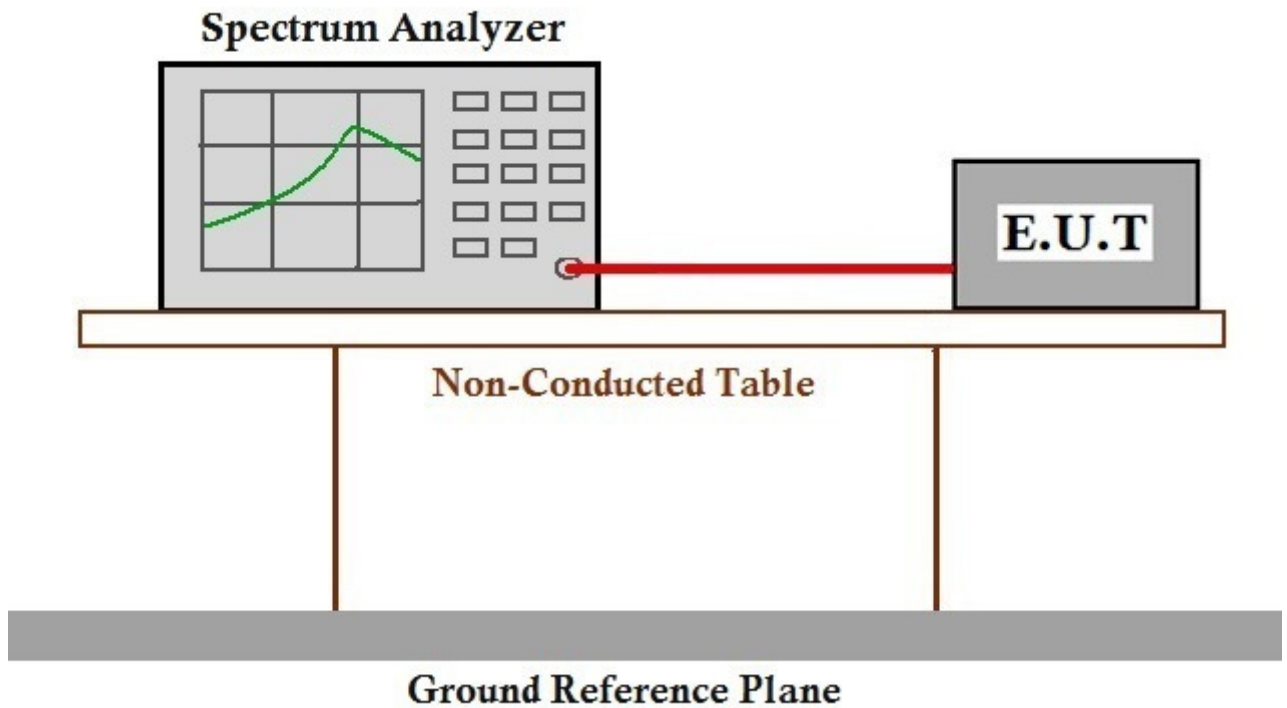 Spectrum Analyzer
E.U.T
Non-Conducted Table
Ground Reference Plane